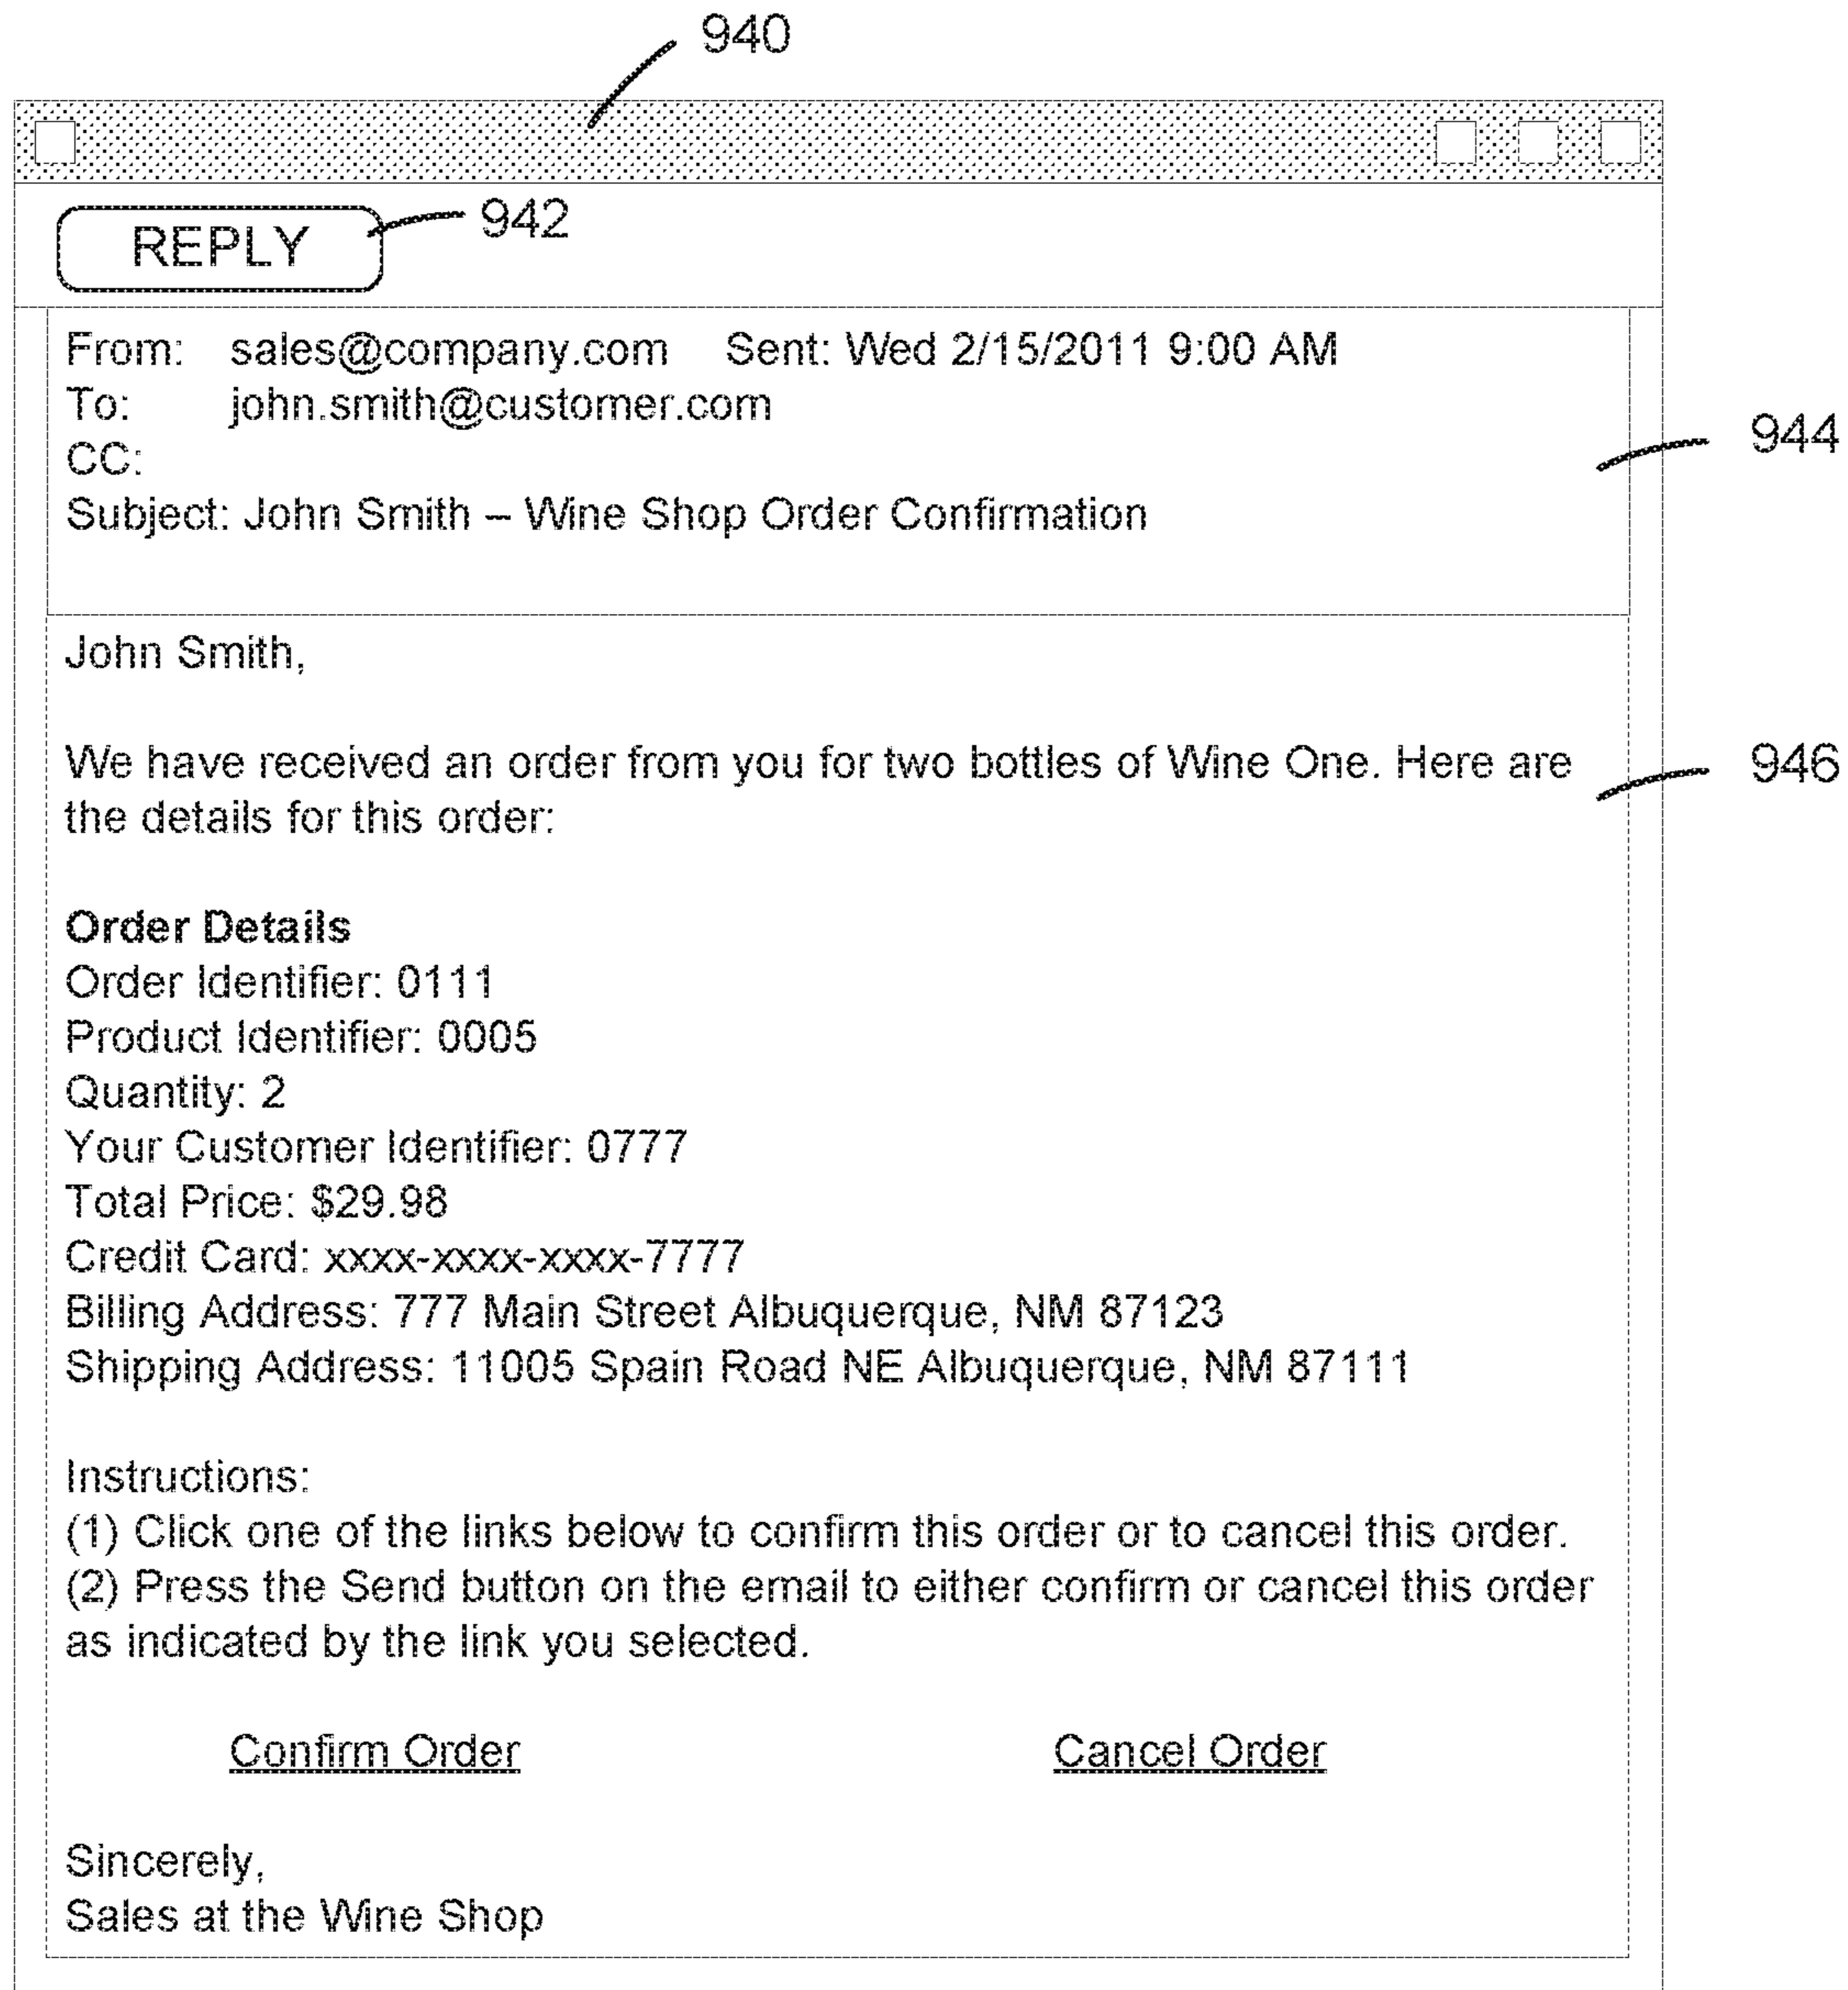 940
REPLY 942
From: sales@company.com Sent: Wed 2/15/2011 9:00 AM
To: john.smith@customer.com
CC:
944
Subject: John Smith – Wine Shop Order Confirmation
John Smith,
We have received an order from you for two bottles of Wine One. Here are
946
the details for this order:
Order Details
Order Identifier: 0111
Product Identifier: 0005
Quantity: 2
Your Customer Identifier: 0777
Total Price: $29.98
Credit Card: xxxx-xxxx-xxxx-7777
Billing Address: 777 Main Street Albuquerque, NM 87123
Shipping Address: 11005 Spain Road NE Albuquerque, NM 87111
Instructions:
(1) Click one of the links below to confirm this order or to cancel this order.
(2) Press the Send button on the email to either confirm or cancel this order
as indicated by the link you selected.
Confirm Order Cancel Order
Sincerely,
Sales at the Wine Shop